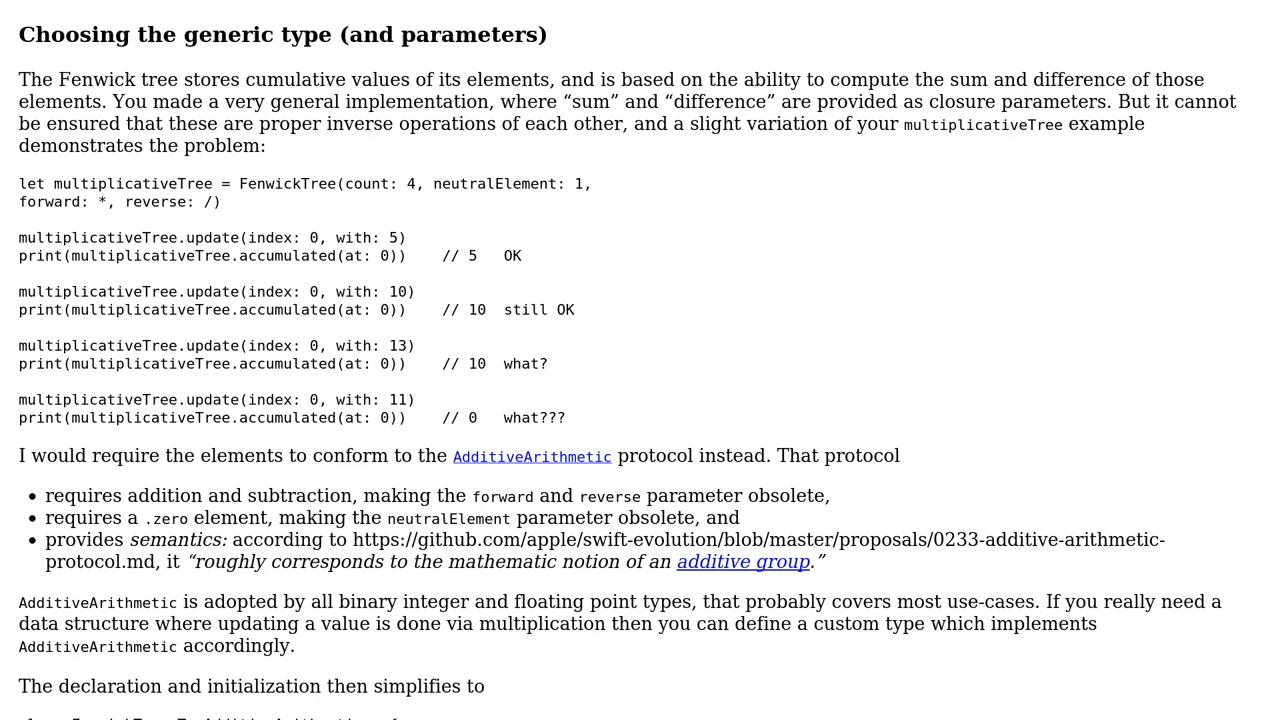 Choosing the generic type (and parameters)
The Fenwick tree stores cumulative values of its elements, and is based on the ability to compute the sum and difference of those
elements. You made a very general implementation, where “sum” and “difference” are provided as closure parameters. But it cannot
be ensured that these are proper inverse operations of each other, and a slight variation of your multiplicativeTree example
demonstrates the problem:
let multiplicativeTree = FenwickTree(count: 4, neutralElement: 1,
forward: *, reverse: /)
multiplicativeTree.update(index: 0, with: 5)
print(multiplicativeTree.accumulated(at: 0))    // 5   OK
multiplicativeTree.update(index: 0, with: 10)
print(multiplicativeTree.accumulated(at: 0))    // 10  still OK
multiplicativeTree.update(index: 0, with: 13)
print(multiplicativeTree.accumulated(at: 0))    // 10  what?
multiplicativeTree.update(index: 0, with: 11)
print(multiplicativeTree.accumulated(at: 0))    // 0   what???
I would require the elements to conform to the AdditiveArithmetic protocol instead. That protocol
• requires addition and subtraction, making the forward and reverse parameter obsolete,
• requires a .zero element, making the neutralElement parameter obsolete, and
• provides semantics: according to https://github.com/apple/swift-evolution/blob/master/proposals/0233-additive-arithmetic-
protocol.md, it “roughly corresponds to the mathematic notion of an additive group.”
AdditiveArithmetic is adopted by all binary integer and floating point types, that probably covers most use-cases. If you really need a
data structure where updating a value is done via multiplication then you can define a custom type which implements
AdditiveArithmetic accordingly.
The declaration and initialization then simplifies to